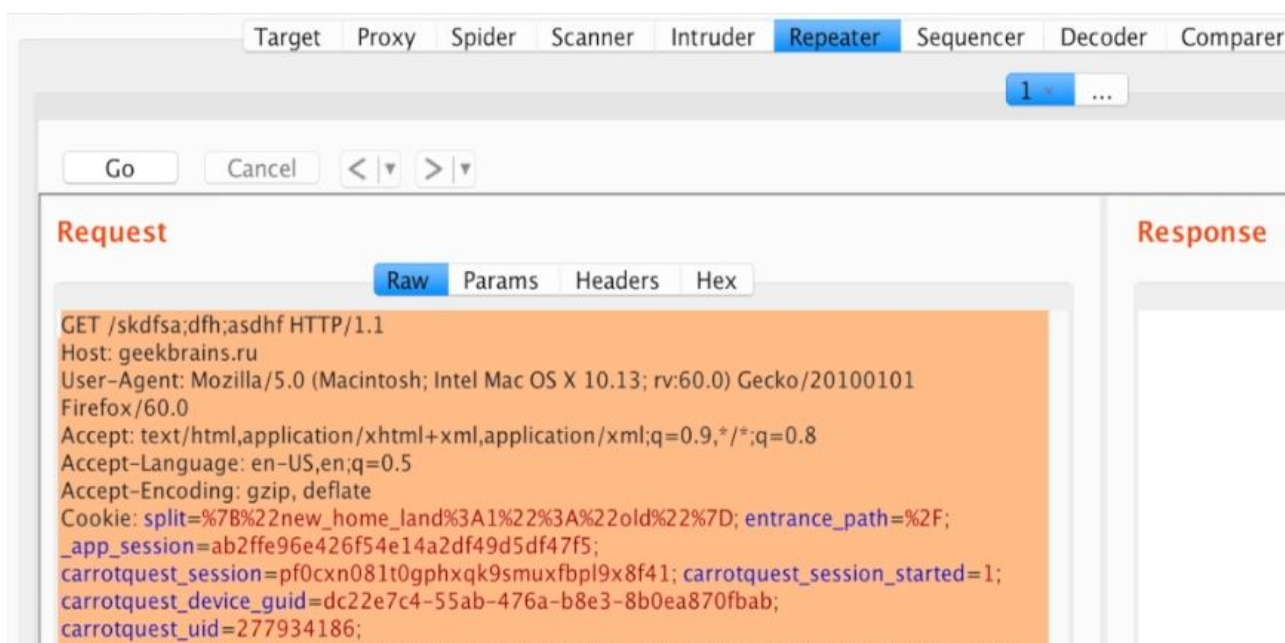 Target Proxy Spider Scanner Intruder Repeater Sequencer Decoder Comparer
1 × ...
Go Cancel < | ▾ > | ▾
Request Response
Raw Params Headers Hex
GET /skdfsa;dfh;asdhf HTTP/1.1
Host: geekbrains.ru
User-Agent: Mozilla/5.0 (Macintosh; Intel Mac OS X 10.13; rv:60.0) Gecko/20100101
Firefox/60.0
Accept: text/html,application/xhtml+xml,application/xml;q=0.9,*/*;q=0.8
Accept-Language: en-US,en;q=0.5
Accept-Encoding: gzip, deflate
Cookie: split=%7B%22new_home_land%3A1%22%3A%22old%22%7D; entrance_path=%2F;
_app_session=ab2ffe96e426f54e14a2df49d5df47f5;
carrotquest_session=pf0cxn081t0gphxqk9smuxfbpl9x8f41; carrotquest_session_started=1;
carrotquest_device_guid=dc22e7c4-55ab-476a-b8e3-8b0ea870fbab;
carrotquest_uid=277934186;